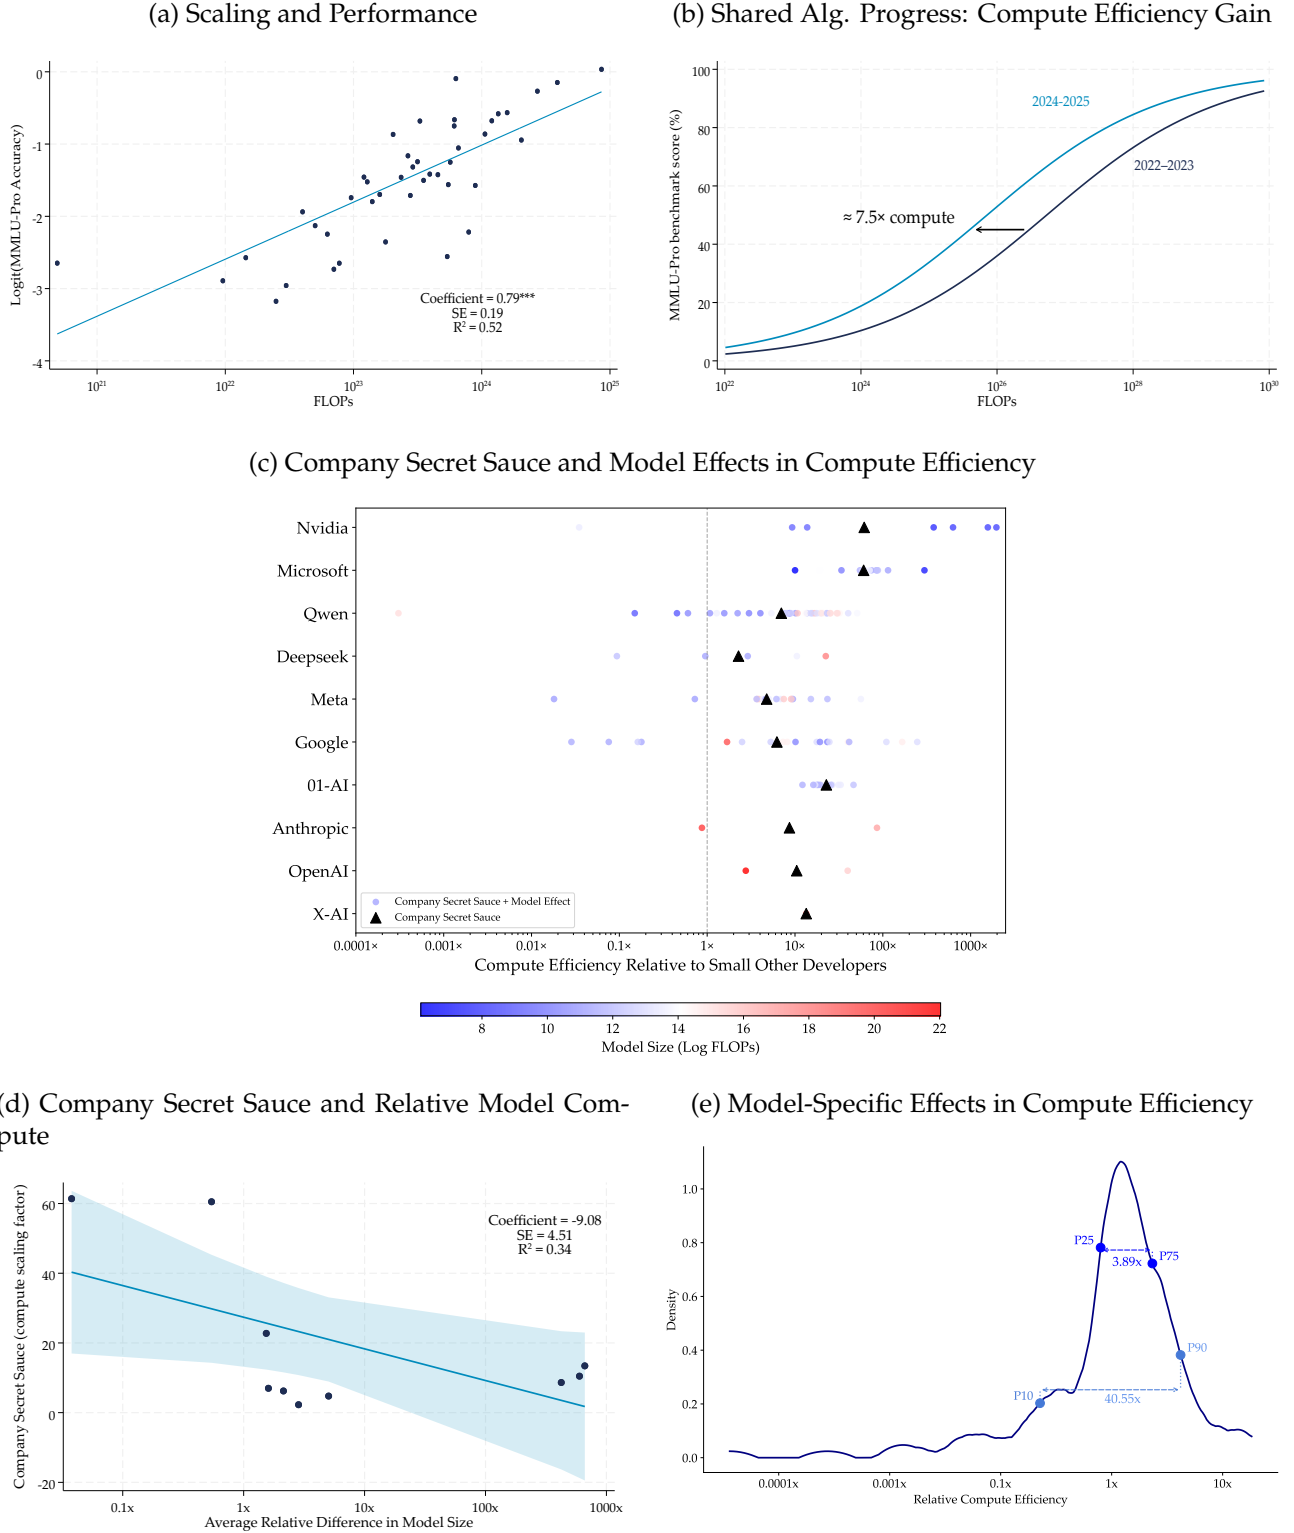 (a) Scaling and Performance
Logit(MMLU-Pro Accuracy)
0
-1
-2
-3
-4
Coefficient = 0.79***
SE = 0.19
R² = 0.52
10²¹
10²²
10²³
10²⁴
10²⁵
FLOPs
(b) Shared Alg. Progress: Compute Efficiency Gain
MMLU-Pro benchmark score (%)
100
80
60
40
20
0
2024-2025
2022–2023
≈ 7.5× compute
10²²
10²⁴
10²⁶
10²⁸
10³⁰
FLOPs
(c) Company Secret Sauce and Model Effects in Compute Efficiency
Nvidia
Microsoft
Qwen
Deepseek
Meta
Google
01-AI
Anthropic
OpenAI
X-AI
Company Secret Sauce + Model Effect
Company Secret Sauce
0.0001×
0.001×
0.01×
0.1×
1×
10×
100×
1000×
Compute Efficiency Relative to Small Other Developers
8
10
12
14
16
18
20
22
Model Size (Log FLOPs)
(d) Company Secret Sauce and Relative Model Com-
pute
Company Secret Sauce (compute scaling factor)
60
40
20
0
-20
Coefficient = -9.08
SE = 4.51
R² = 0.34
0.1x
1x
10x
100x
1000x
Average Relative Difference in Model Size
(e) Model-Specific Effects in Compute Efficiency
Density
1.0
0.8
0.6
0.4
0.2
0.0
P25
P75
3.89x
P90
P10
40.55x
0.0001x
0.001x
0.1x
1x
10x
Relative Compute Efficiency